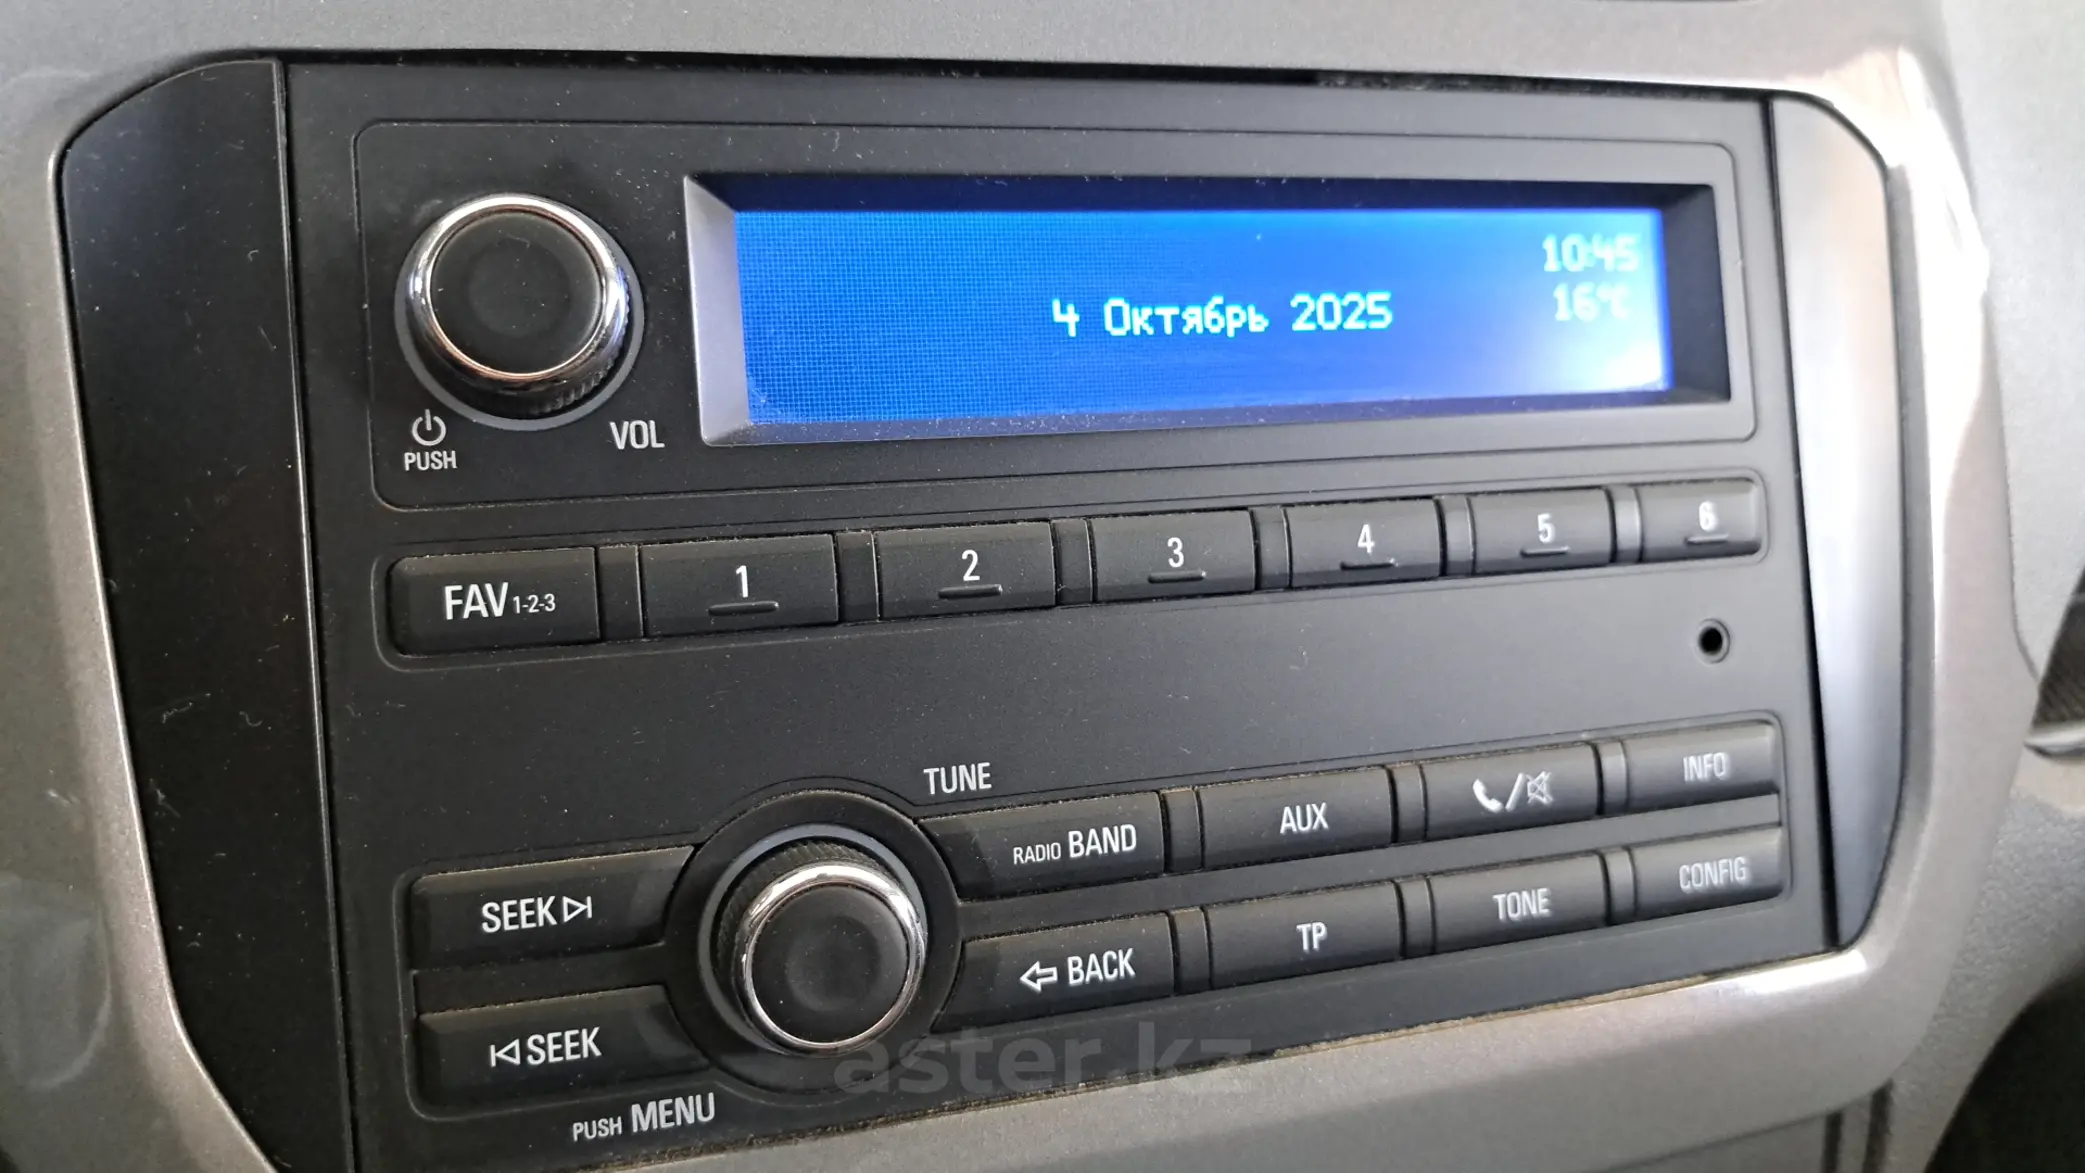 10:45
4 Октябрь 2025
16°C
PUSH
VOL
FAV 1-2-3
1
2
3
4
5
6
TUNE
SEEK
RADIO BAND
AUX
INFO
SEEK
BACK
TP
TONE
CONFIG
PUSH MENU
aster.kz